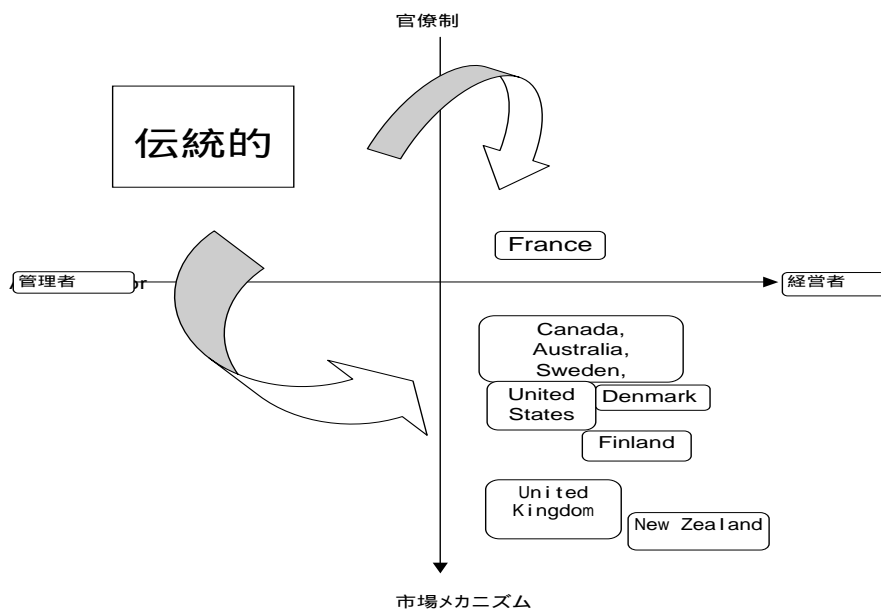 官僚制
伝統的
France
管理者
経営者
Canada,
Australia,
Sweden,
United
States
Denmark
Finland
United
Kingdom
New Zealand
市場メカニズム